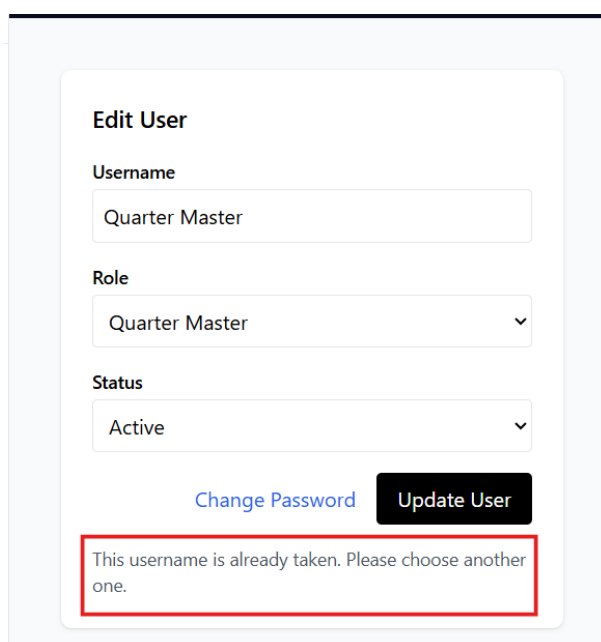 Edit User
Username
Quarter Master
Role
Quarter Master
Status
Active
Change Password
Update User
This username is already taken. Please choose another
one.